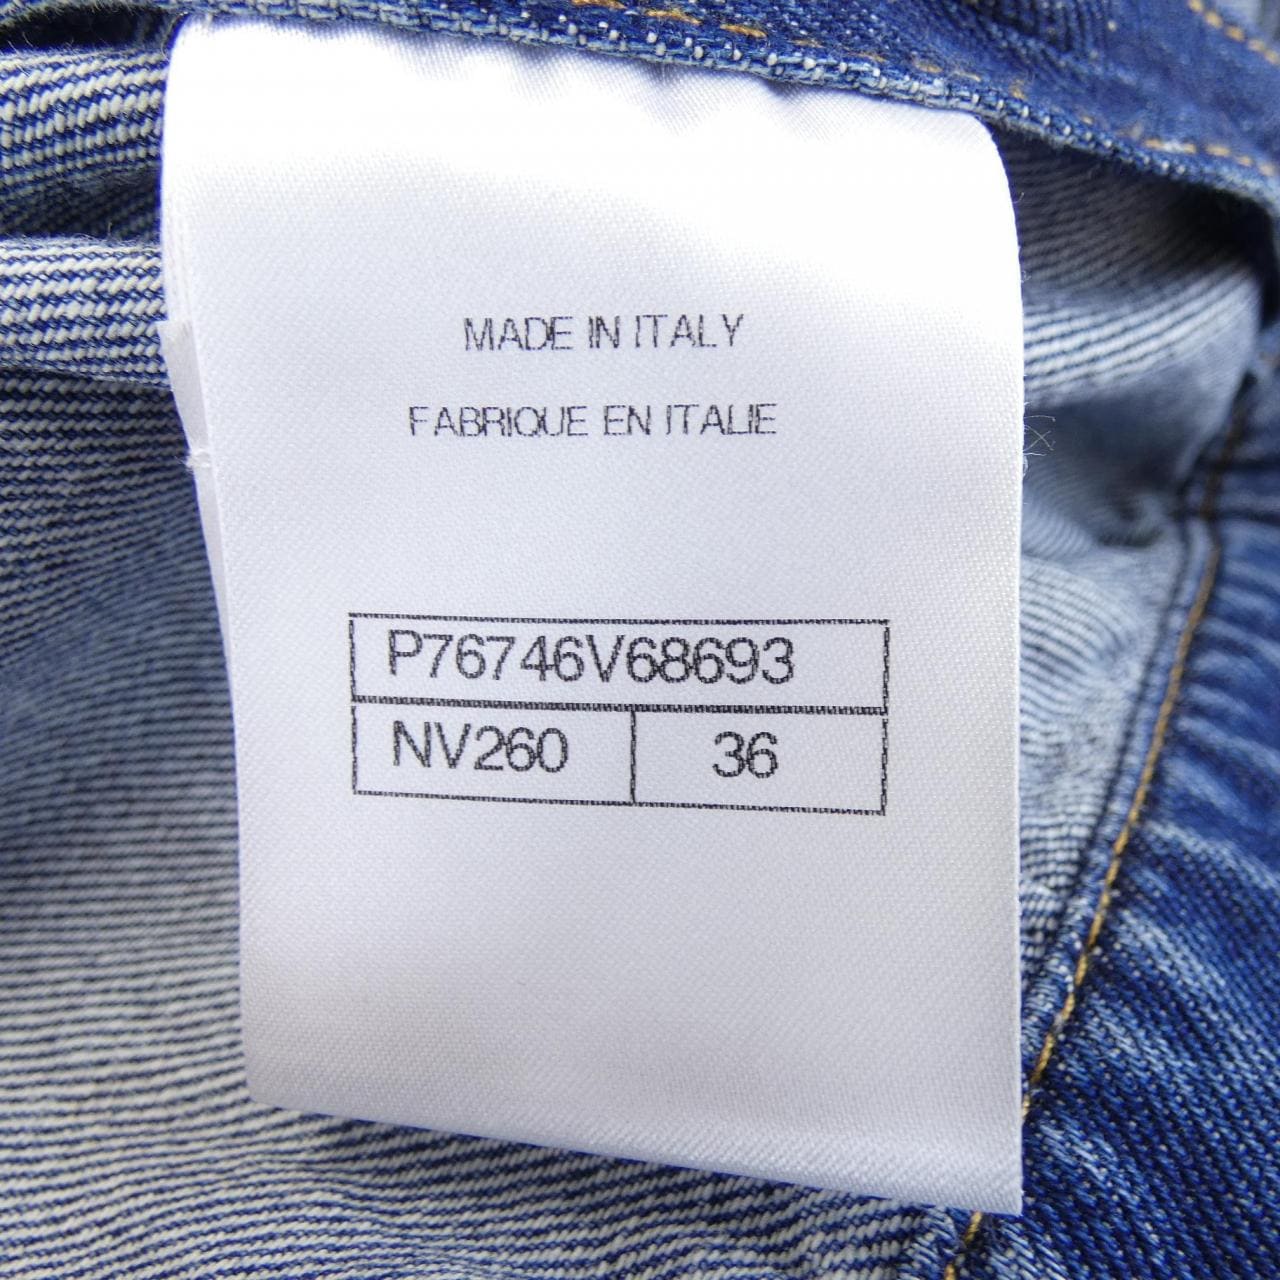 MADE IN ITALY
FABRIQUE EN ITALIE
P76746V68693
NV260 36